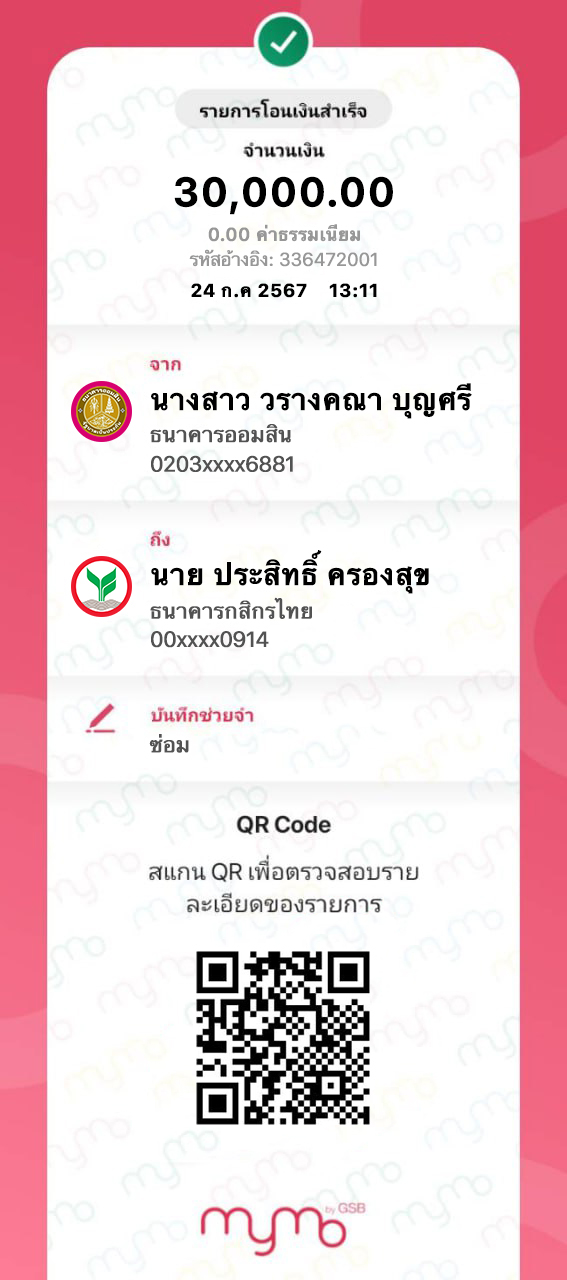 รายการโอนเงินสำเร็จ
จำนวนเงิน
30,000.00
0.00 ค่าธรรมเนียม
รหัสอ้างอิง: 336472001
24 ก.ค 2567 13:11
จาก
นางสาว วรางคณา บุญศรี
ธนาคารออมสิน
0203xxxx6881
ถึง
นาย ประสิทธิ์ ครองสุข
ธนาคารกสิกรไทย
00xxxx0914
บันทึกช่วยจำ
ซ่อม
QR Code
สแกน QR เพื่อตรวจสอบราย
ละเอียดของรายการ
mymo by GSB